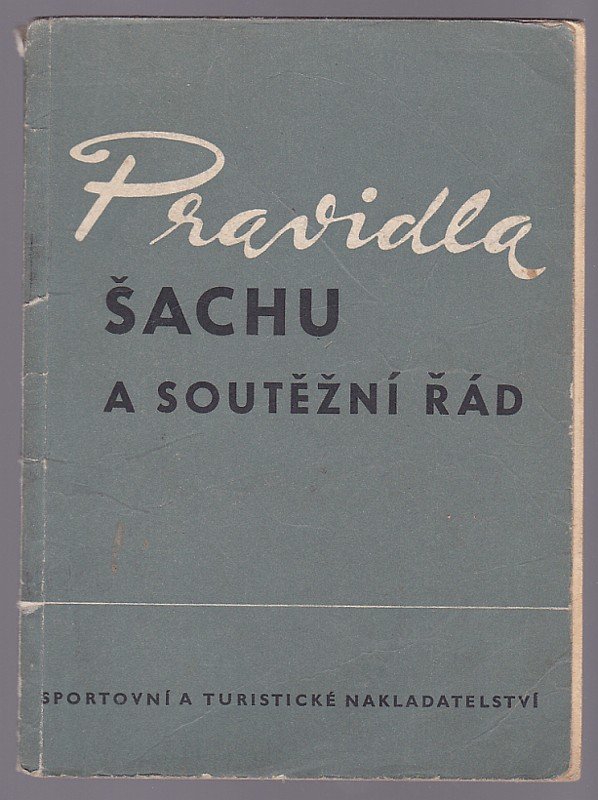 Pravidla
ŠACHU
A SOUTĚŽNÍ ŘÁD
SPORTOVNÍ A TURISTICKÉ NAKLADATELSTVÍ